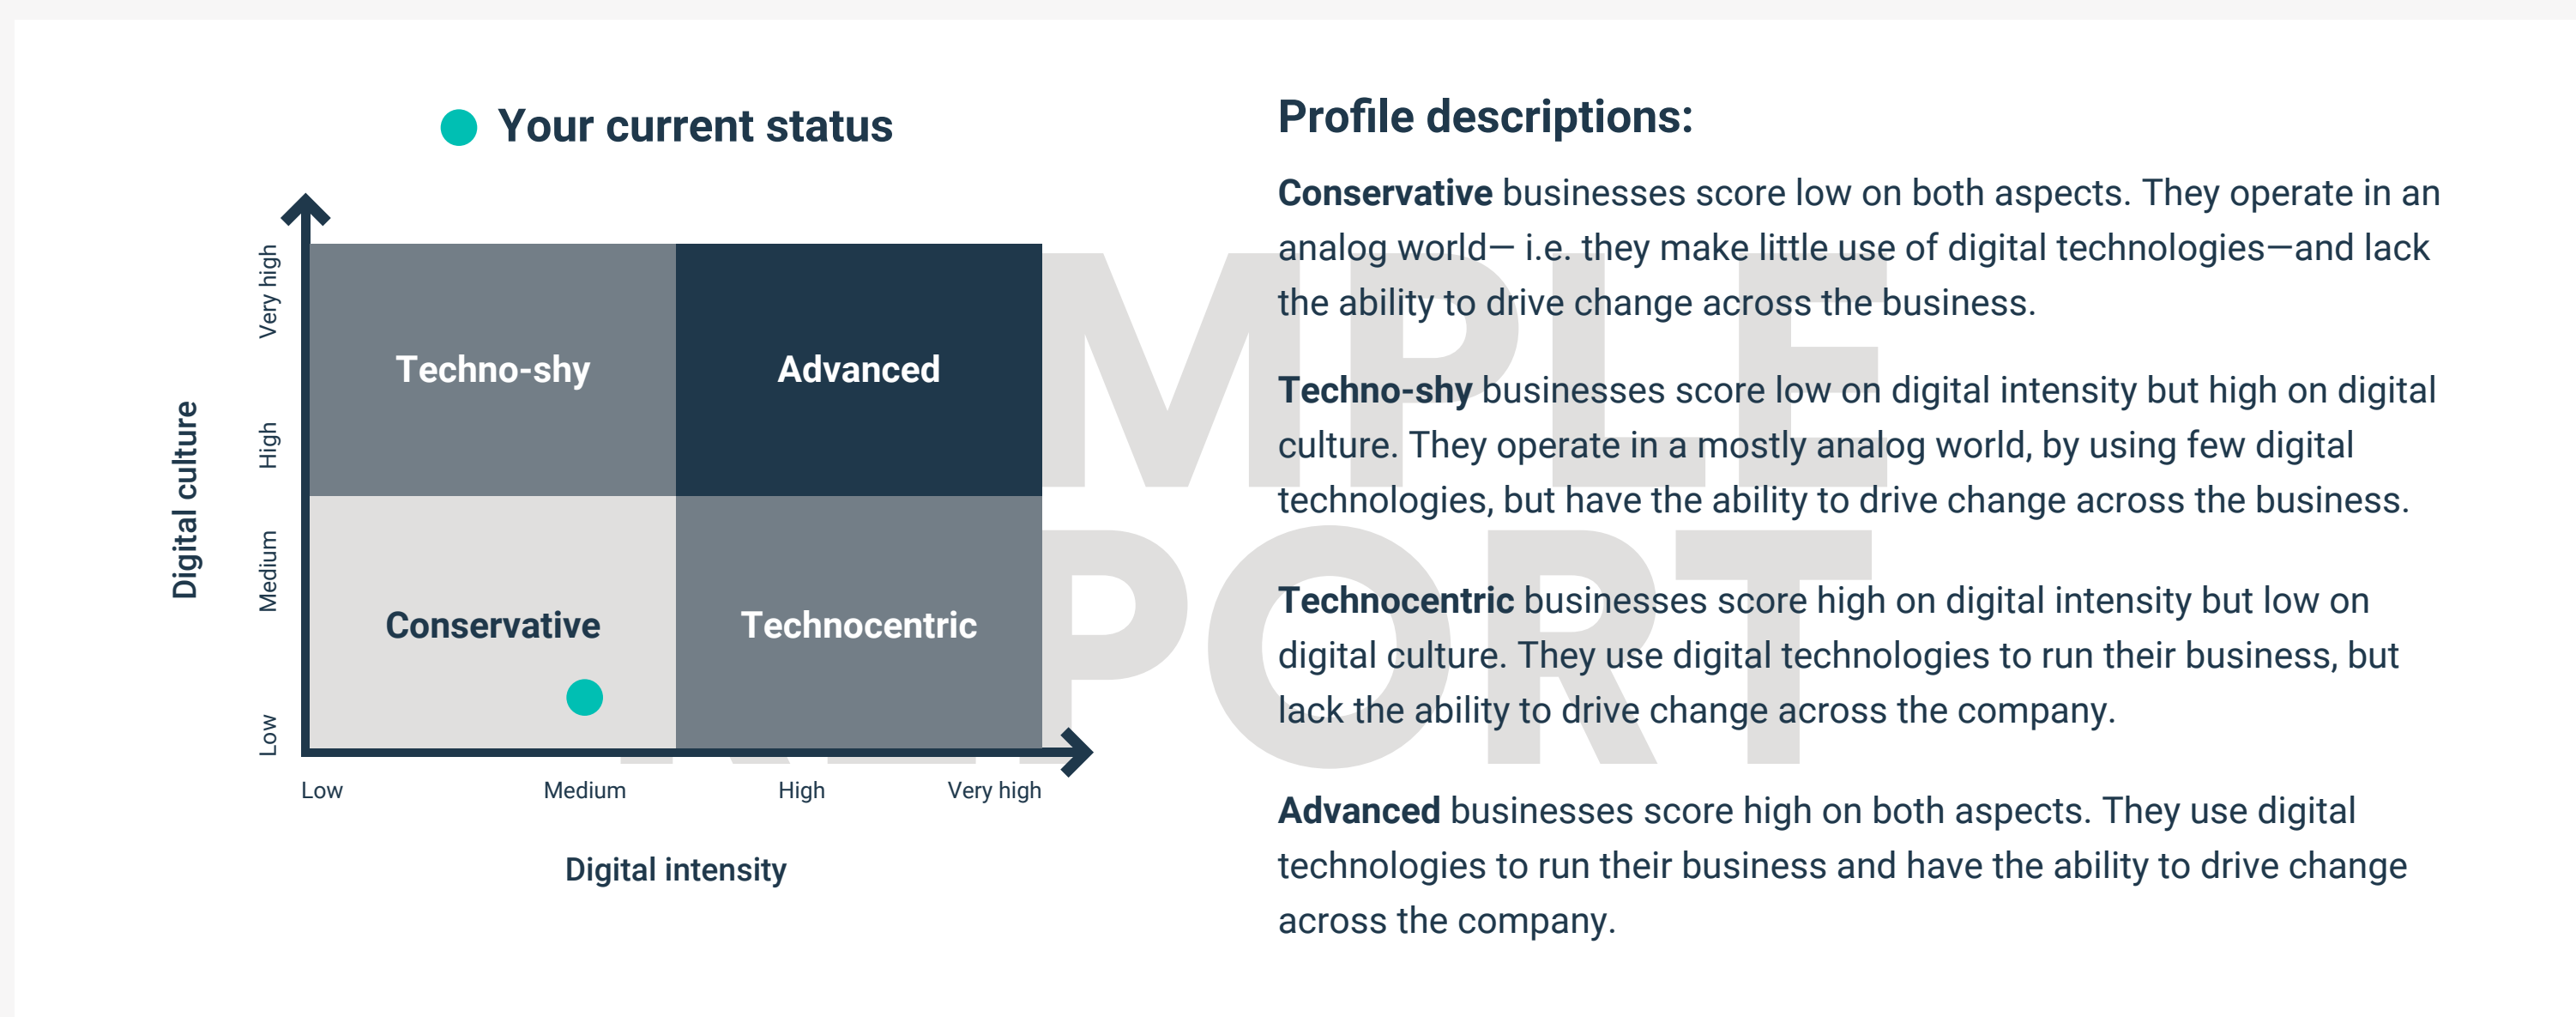 Your current status
Very high
High
Medium
Low
Digital culture
Techno-shy
Advanced
Conservative
Technocentric
Low Medium High Very high
Digital intensity
Profile descriptions:
Conservative businesses score low on both aspects. They operate in an
analog world— i.e. they make little use of digital technologies—and lack
the ability to drive change across the business.
Techno-shy businesses score low on digital intensity but high on digital
culture. They operate in a mostly analog world, by using few digital
technologies, but have the ability to drive change across the business.
Technocentric businesses score high on digital intensity but low on
digital culture. They use digital technologies to run their business, but
lack the ability to drive change across the company.
Advanced businesses score high on both aspects. They use digital
technologies to run their business and have the ability to drive change
across the company.
MPLE
PORT